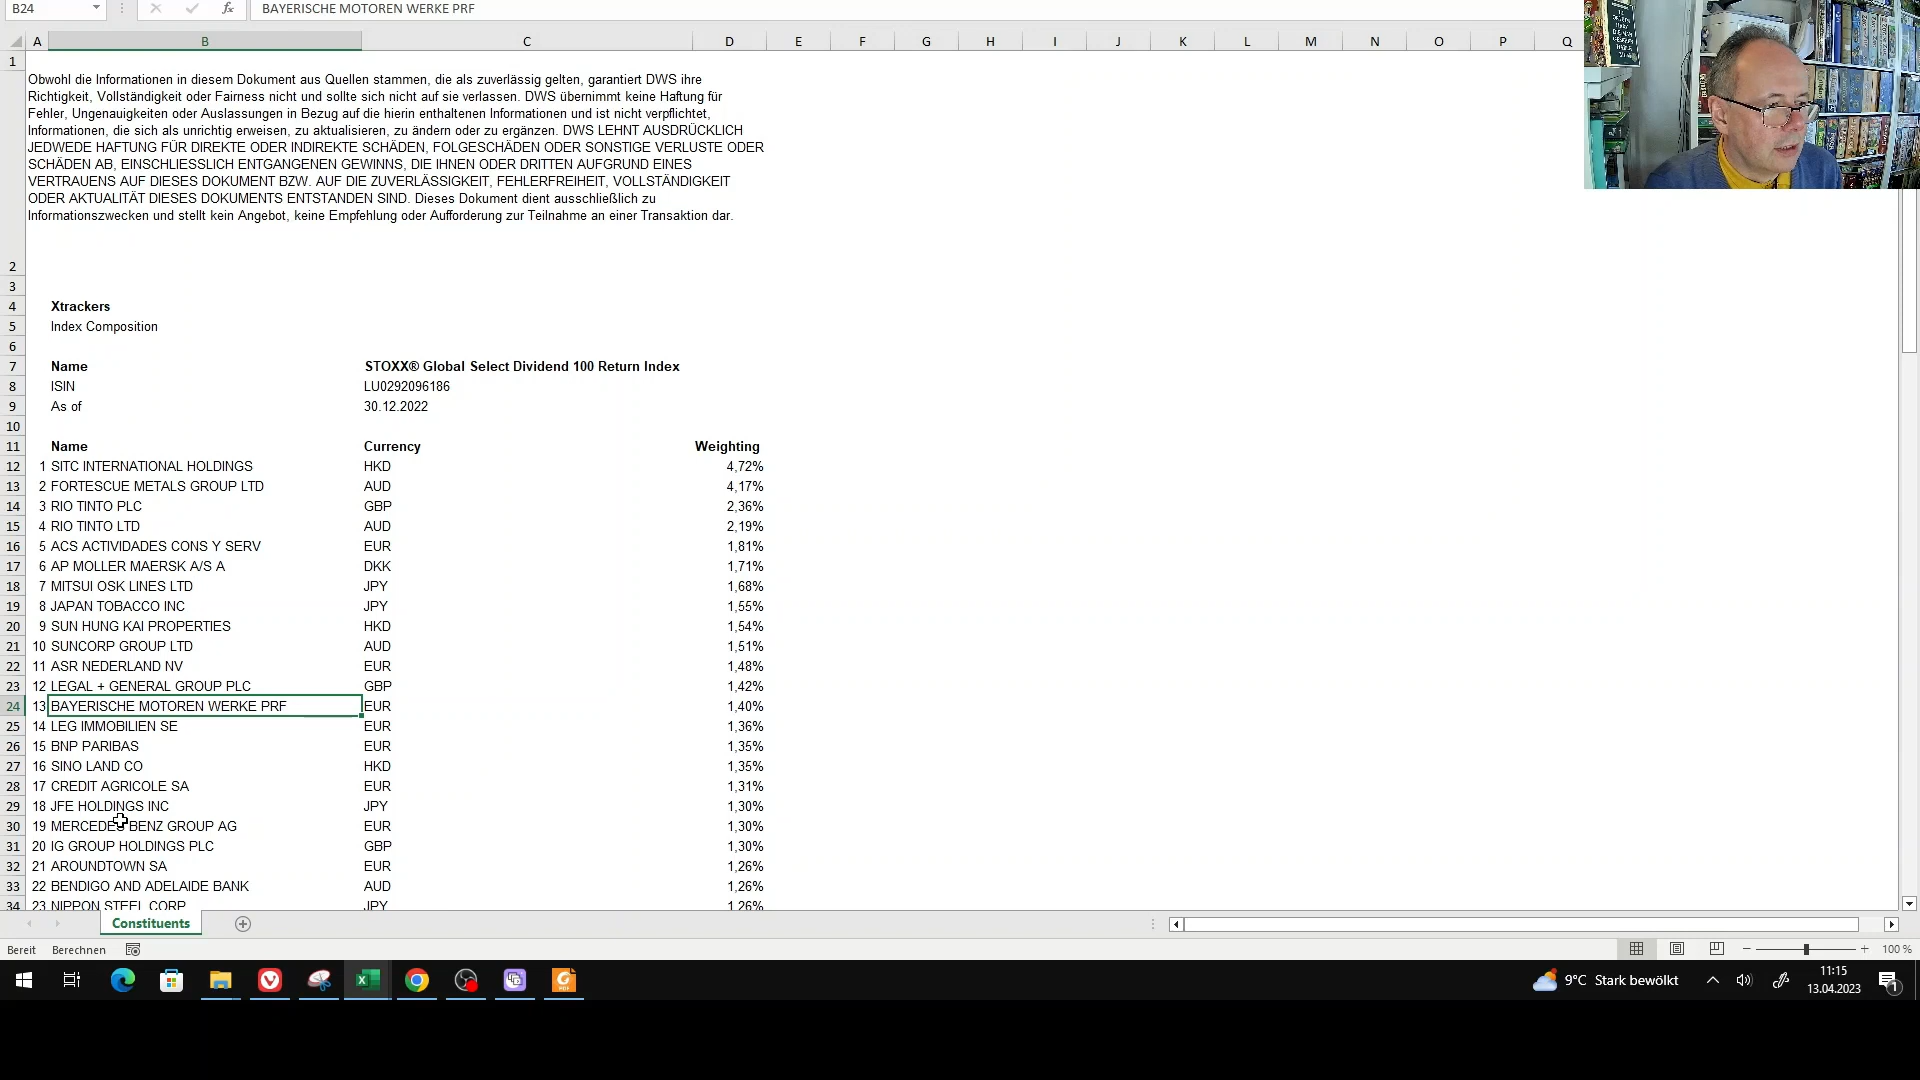 B24
BAYERISCHE MOTOREN WERKE PRF
A B C D E F G H I J K L M N O P Q
1
Obwohl die Informationen in diesem Dokument aus Quellen stammen, die als zuverlässig gelten, garantiert DWS ihre
Richtigkeit, Vollständigkeit oder Fairness nicht und sollte sich nicht auf sie verlassen. DWS übernimmt keine Haftung für
Fehler, Ungenauigkeiten oder Auslassungen in Bezug auf die hierin enthaltenen Informationen und ist nicht verpflichtet,
Informationen, die sich als unrichtig erweisen, zu aktualisieren, zu ändern oder zu ergänzen. DWS LEHNT AUSDRÜCKLICH
JEDWEDE HAFTUNG FÜR DIREKTE ODER INDIREKTE SCHÄDEN, FOLGESCHÄDEN ODER SONSTIGE VERLUSTE ODER
SCHÄDEN AB, EINSCHLIESSLICH ENTGANGENEN GEWINNS, DIE IHNEN ODER DRITTEN AUFGRUND EINES
VERTRAUENS AUF DIESES DOKUMENT BZW. AUF DIE ZUVERLÄSSIGKEIT, FEHLERFREIHEIT, VOLLSTÄNDIGKEIT
ODER AKTUALITÄT DIESES DOKUMENTS ENTSTANDEN SIND. Dieses Dokument dient ausschließlich zu
Informationszwecken und stellt kein Angebot, keine Empfehlung oder Aufforderung zur Teilnahme an einer Transaktion dar.
2
3
4 Xtrackers
5 Index Composition
6
7 Name STOXX® Global Select Dividend 100 Return Index
8 ISIN LU0292096186
9 As of 30.12.2022
10
11 Name Currency Weighting
12 1 SITC INTERNATIONAL HOLDINGS HKD 4,72%
13 2 FORTESCUE METALS GROUP LTD AUD 4,17%
14 3 RIO TINTO PLC GBP 2,36%
15 4 RIO TINTO LTD AUD 2,19%
16 5 ACS ACTIVIDADES CONS Y SERV EUR 1,81%
17 6 AP MOLLER MAERSK A/S A DKK 1,71%
18 7 MITSUI OSK LINES LTD JPY 1,68%
19 8 JAPAN TOBACCO INC JPY 1,55%
20 9 SUN HUNG KAI PROPERTIES HKD 1,54%
21 10 SUNCORP GROUP LTD AUD 1,51%
22 11 ASR NEDERLAND NV EUR 1,48%
23 12 LEGAL + GENERAL GROUP PLC GBP 1,42%
24 13 BAYERISCHE MOTOREN WERKE PRF EUR 1,40%
25 14 LEG IMMOBILIEN SE EUR 1,36%
26 15 BNP PARIBAS EUR 1,35%
27 16 SINO LAND CO HKD 1,35%
28 17 CREDIT AGRICOLE SA EUR 1,31%
29 18 JFE HOLDINGS INC JPY 1,30%
30 19 MERCEDES BENZ GROUP AG EUR 1,30%
31 20 IG GROUP HOLDINGS PLC GBP 1,30%
32 21 AROUNDTOWN SA EUR 1,26%
33 22 BENDIGO AND ADELAIDE BANK AUD 1,26%
34 23 NIPPON STEEL CORP JPY 1,26%
Constituents
Bereit Berechnen 100 %
9°C Stark bewölkt
11:15
13.04.2023
1